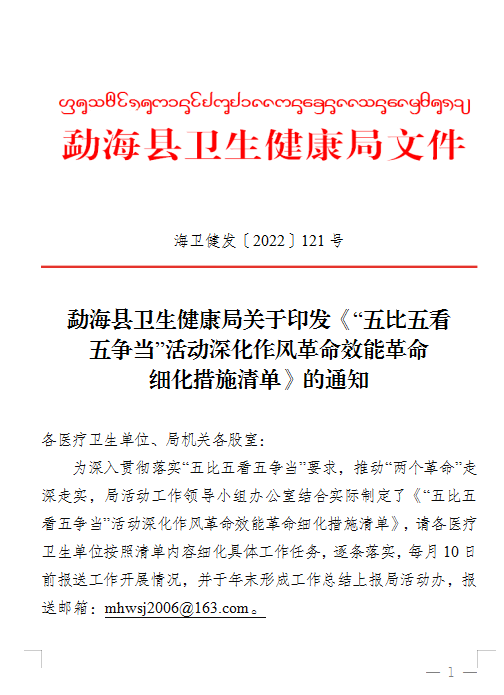 勐海县卫生健康局文件
海卫健发〔2022〕121号
勐海县卫生健康局关于印发《“五比五看
五争当”活动深化作风革命效能革命
细化措施清单》的通知
各医疗卫生单位、局机关各股室：
为深入贯彻落实“五比五看五争当”要求，推动“两个革命”走
深走实，局活动工作领导小组办公室结合实际制定了《“五比五
看五争当”活动深化作风革命效能革命细化措施清单》，请各医疗
卫生单位按照清单内容细化具体工作任务，逐条落实，每月10日
前报送工作开展情况，并于年末形成工作总结上报局活动办，报
送邮箱：mhwsj2006@163.com。
— 1 —